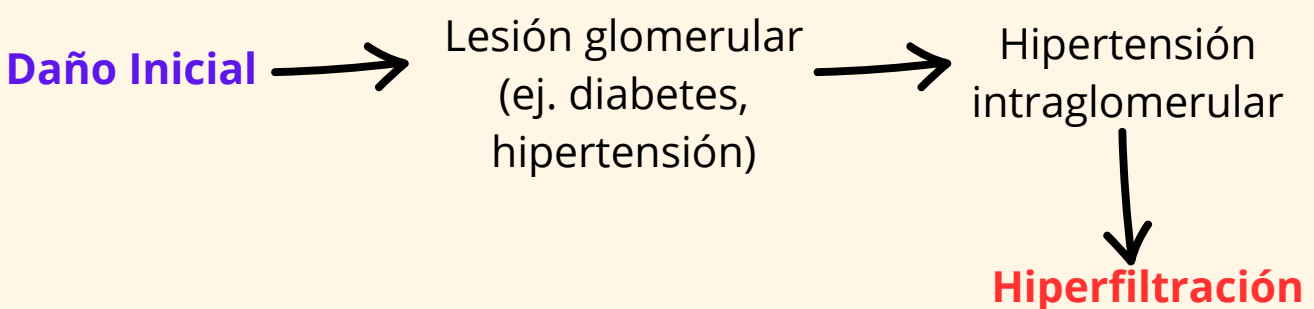 Daño Inicial
Lesión glomerular
(ej. diabetes,
hipertensión)
Hipertensión
intraglomerular
Hiperfiltración